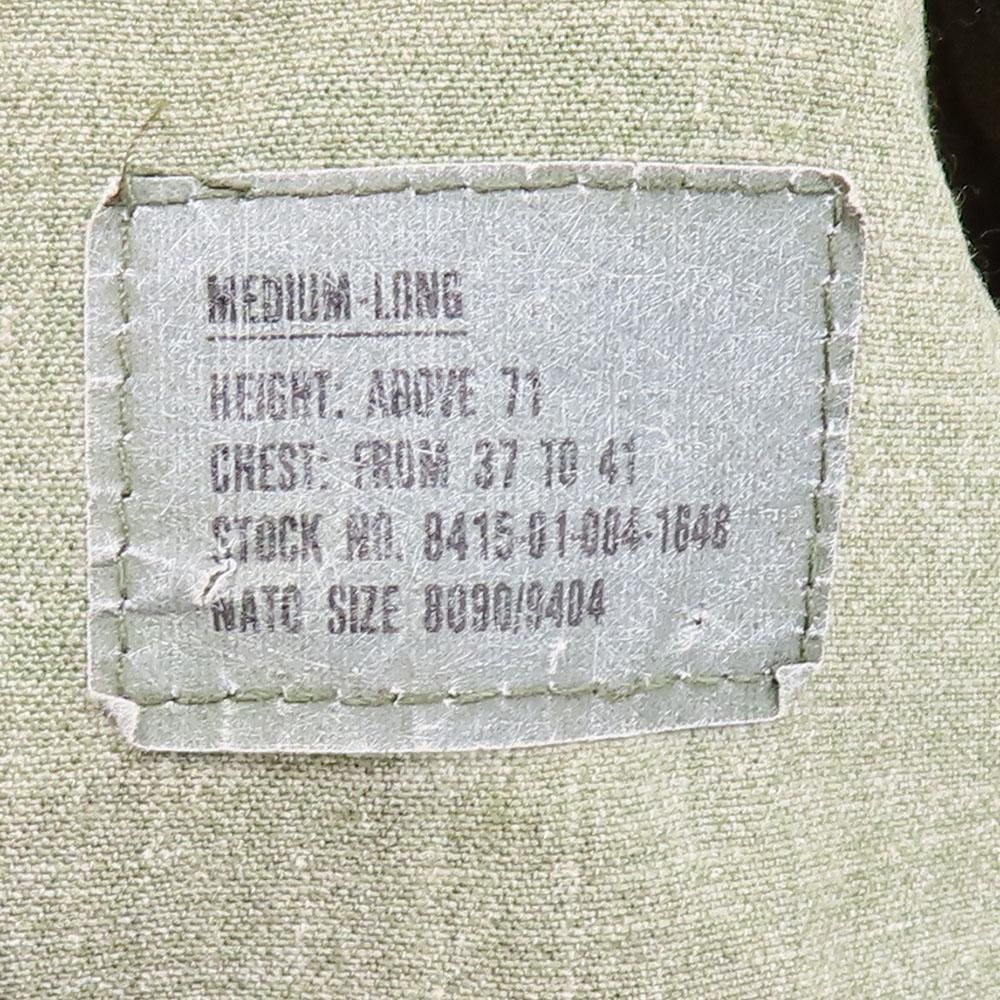 MEDIUM-LONG
HEIGHT: ABOVE 71
CHEST: FROM 37 TO 41
STOCK NO. 8415-01-084-1648
NATO SIZE 8090/9404